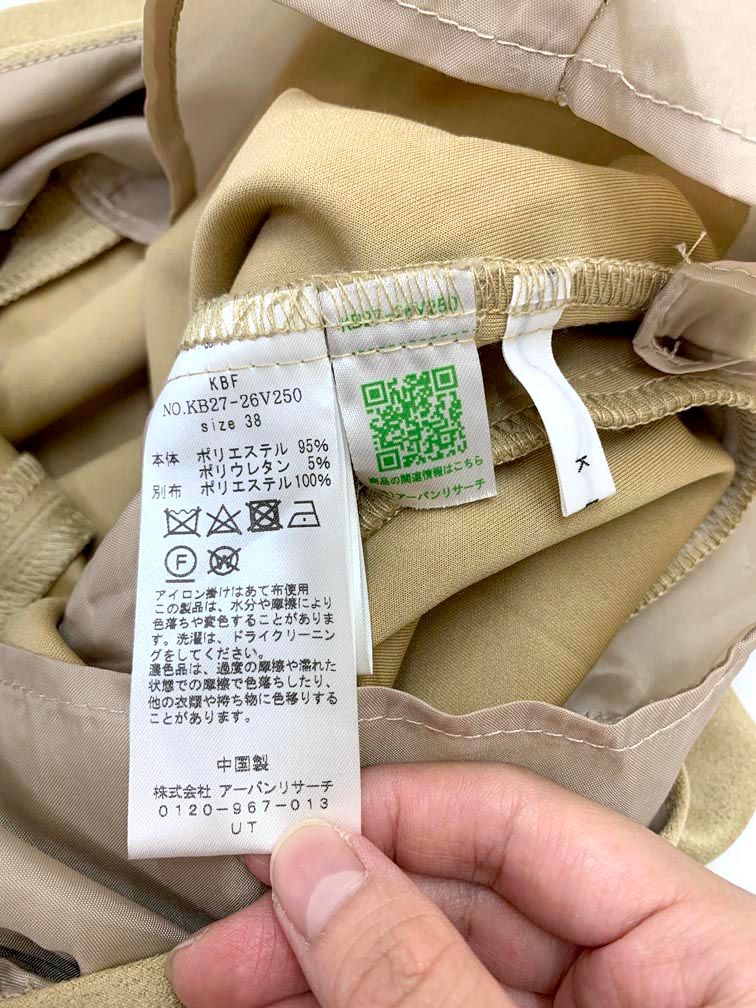 KBF
NO.KB27-26V250
size 38
本体 ポリエステル 95%
ポリウレタン 5%
別布 ポリエステル100%
F
W
アイロン掛けはあて布使用
この製品は、水分や摩擦により
色落ちや変色することがありま
す。洗濯は、ドライクリーニン
グをしてください。
濃色品は、過度の摩擦や濡れた
状態での摩擦で色落ちしたり、
他の衣類や持ち物に色移りする
ことがあります。
中国製
株式会社 アーバンリサーチ
0120-967-013
UT
KB27-26V250
商品の関連情報はこちら
アーバンリサーチ
K